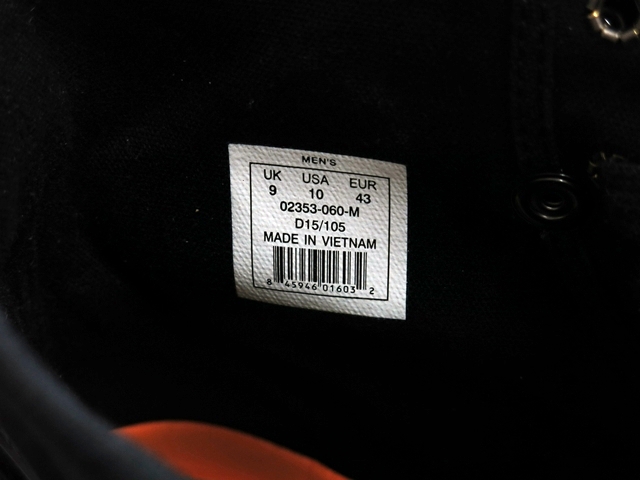 MEN'S
UK USA EUR
9 10 43
02353-060-M
D15/105
MADE IN VIETNAM
8 45946 01603 2